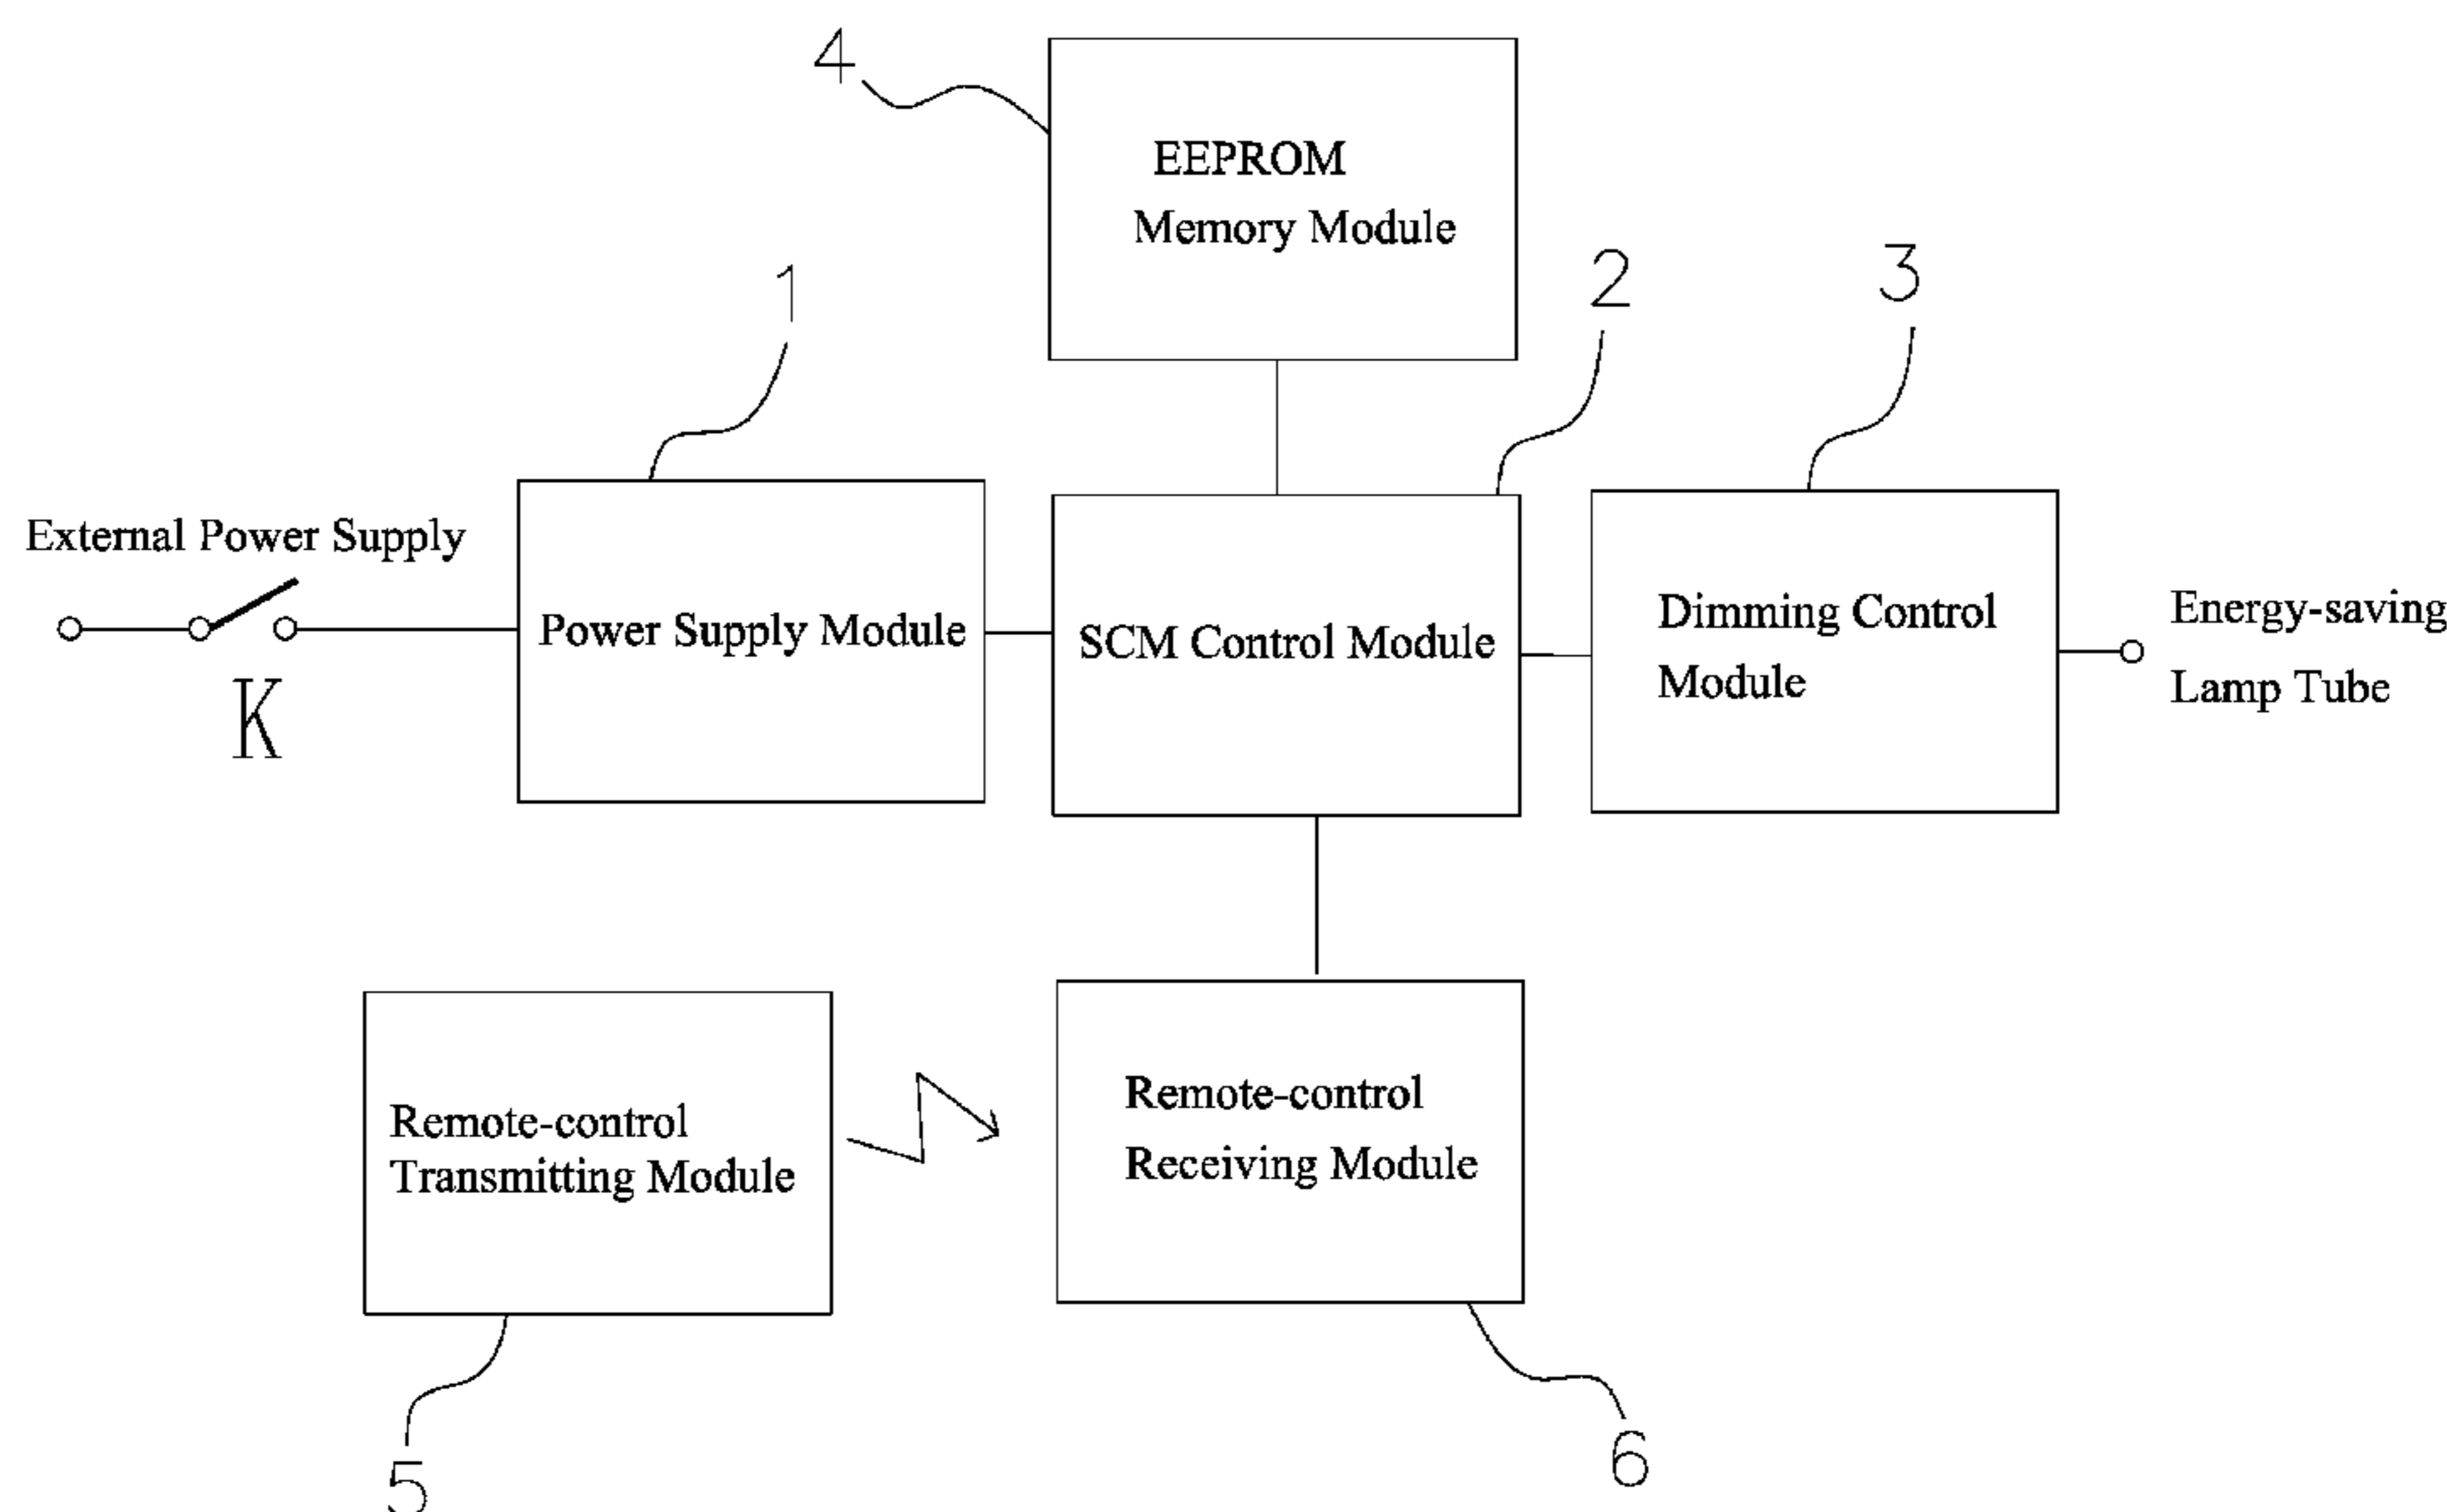 4
EEPROM
Memory Module
1
2
3
External Power Supply
K
Power Supply Module
SCM Control Module
Dimming Control
Module
Energy-saving
Lamp Tube
Remote-control
Transmitting Module
Remote-control
Receiving Module
5
6